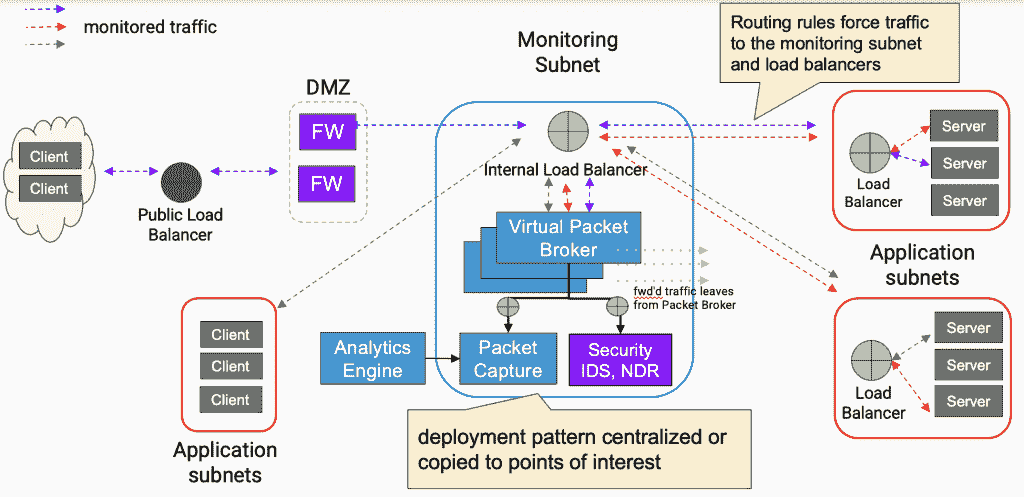 monitored traffic
Monitoring
Subnet
Routing rules force traffic
to the monitoring subnet
and load balancers
DMZ
FW
FW
Client
Client
Public Load
Balancer
Internal Load Balancer
Virtual Packet
Broker
fwd'd traffic leaves
from Packet Broker
Analytics
Engine
Packet
Capture
Security
IDS, NDR
Load
Balancer
Server
Server
Server
Application
subnets
Load
Balancer
Server
Server
Server
Client
Client
Client
Application
subnets
deployment pattern centralized or
copied to points of interest